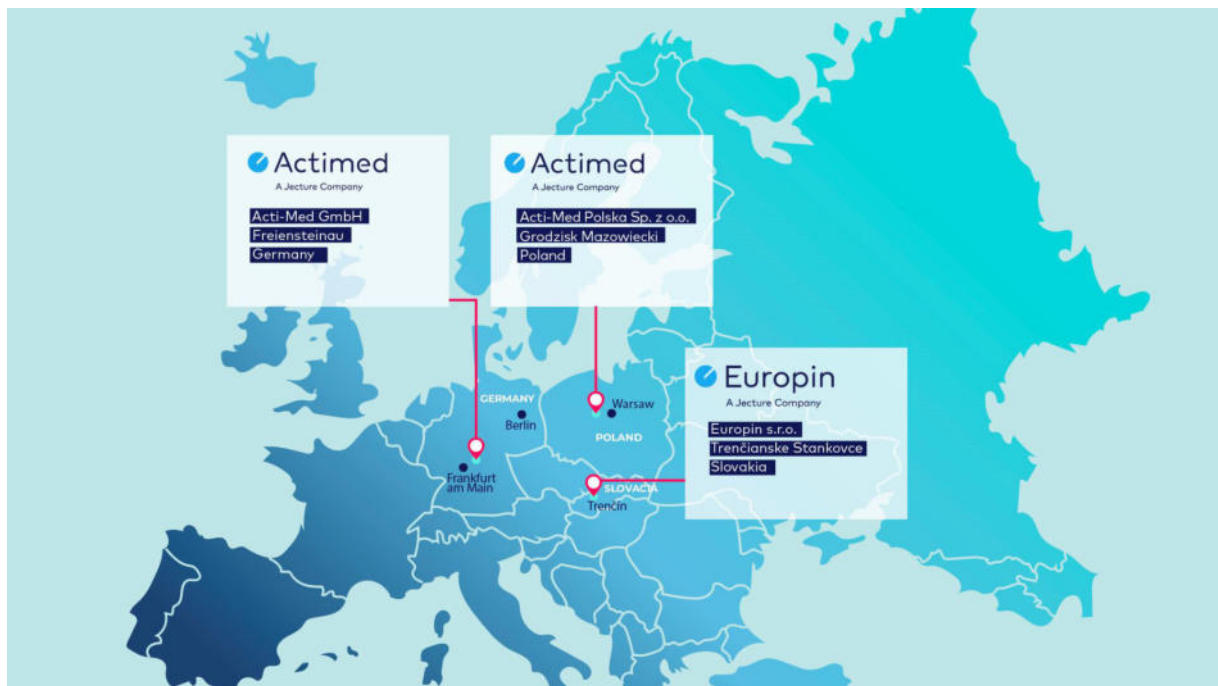 Actimed
A Jecture Company
Acti-Med GmbH
Freiensteinau
Germany
Actimed
A Jecture Company
Acti-Med Polska Sp. z o.o.
Grodzisk Mazowiecki
Poland
Europin
A Jecture Company
Europin s.r.o.
Trenčianske Stankovce
Slovakia
GERMANY
Berlin
Warsaw
POLAND
Frankfurt
am Main
SLOVACIA
Trenčín